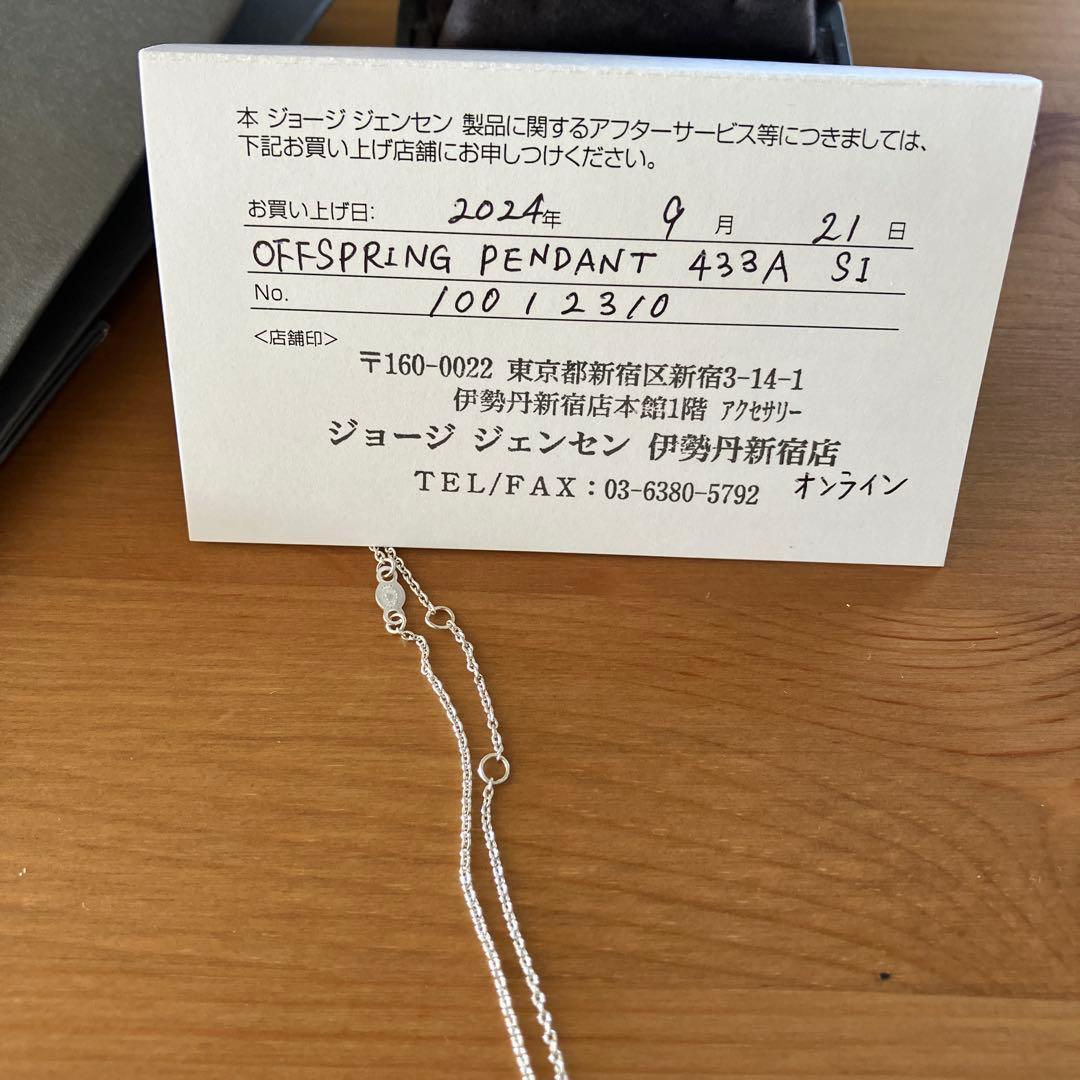 本 ジョージ ジェンセン 製品に関するアフターサービス等につきましては、
下記お買い上げ店舗にお申しつけください。
お買い上げ日: 2024年 9月 21日
OFFSPRING PENDANT 433A SI
No. 10012310
<店舗印>
〒160-0022 東京都新宿区新宿3-14-1
伊勢丹新宿店本館1階 アクセサリー
ジョージ ジェンセン 伊勢丹新宿店
TEL/FAX:03-6380-5792 オンライン